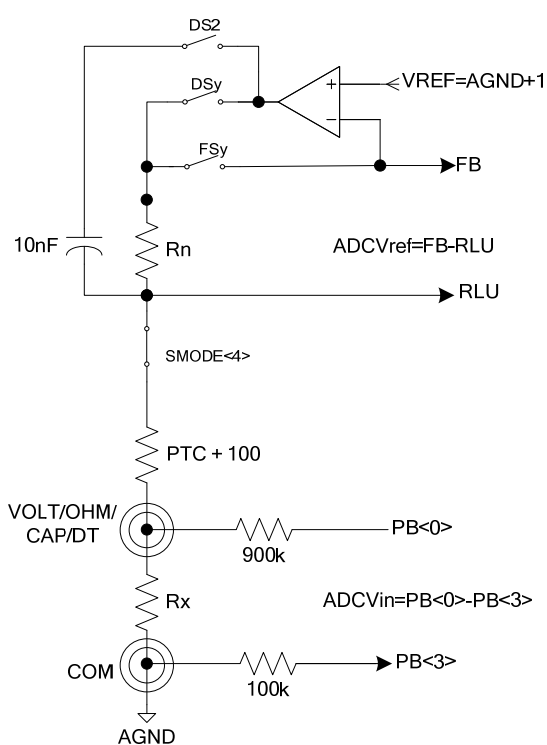 DS2
DSy
+
VREF=AGND+1
−
FSy
FB
10nF
Rn
ADCVref=FB-RLU
RLU
SMODE<4>
PTC + 100
VOLT/OHM/
CAP/DT
PB<0>
900k
Rx
ADCVin=PB<0>-PB<3>
COM
PB<3>
100k
AGND